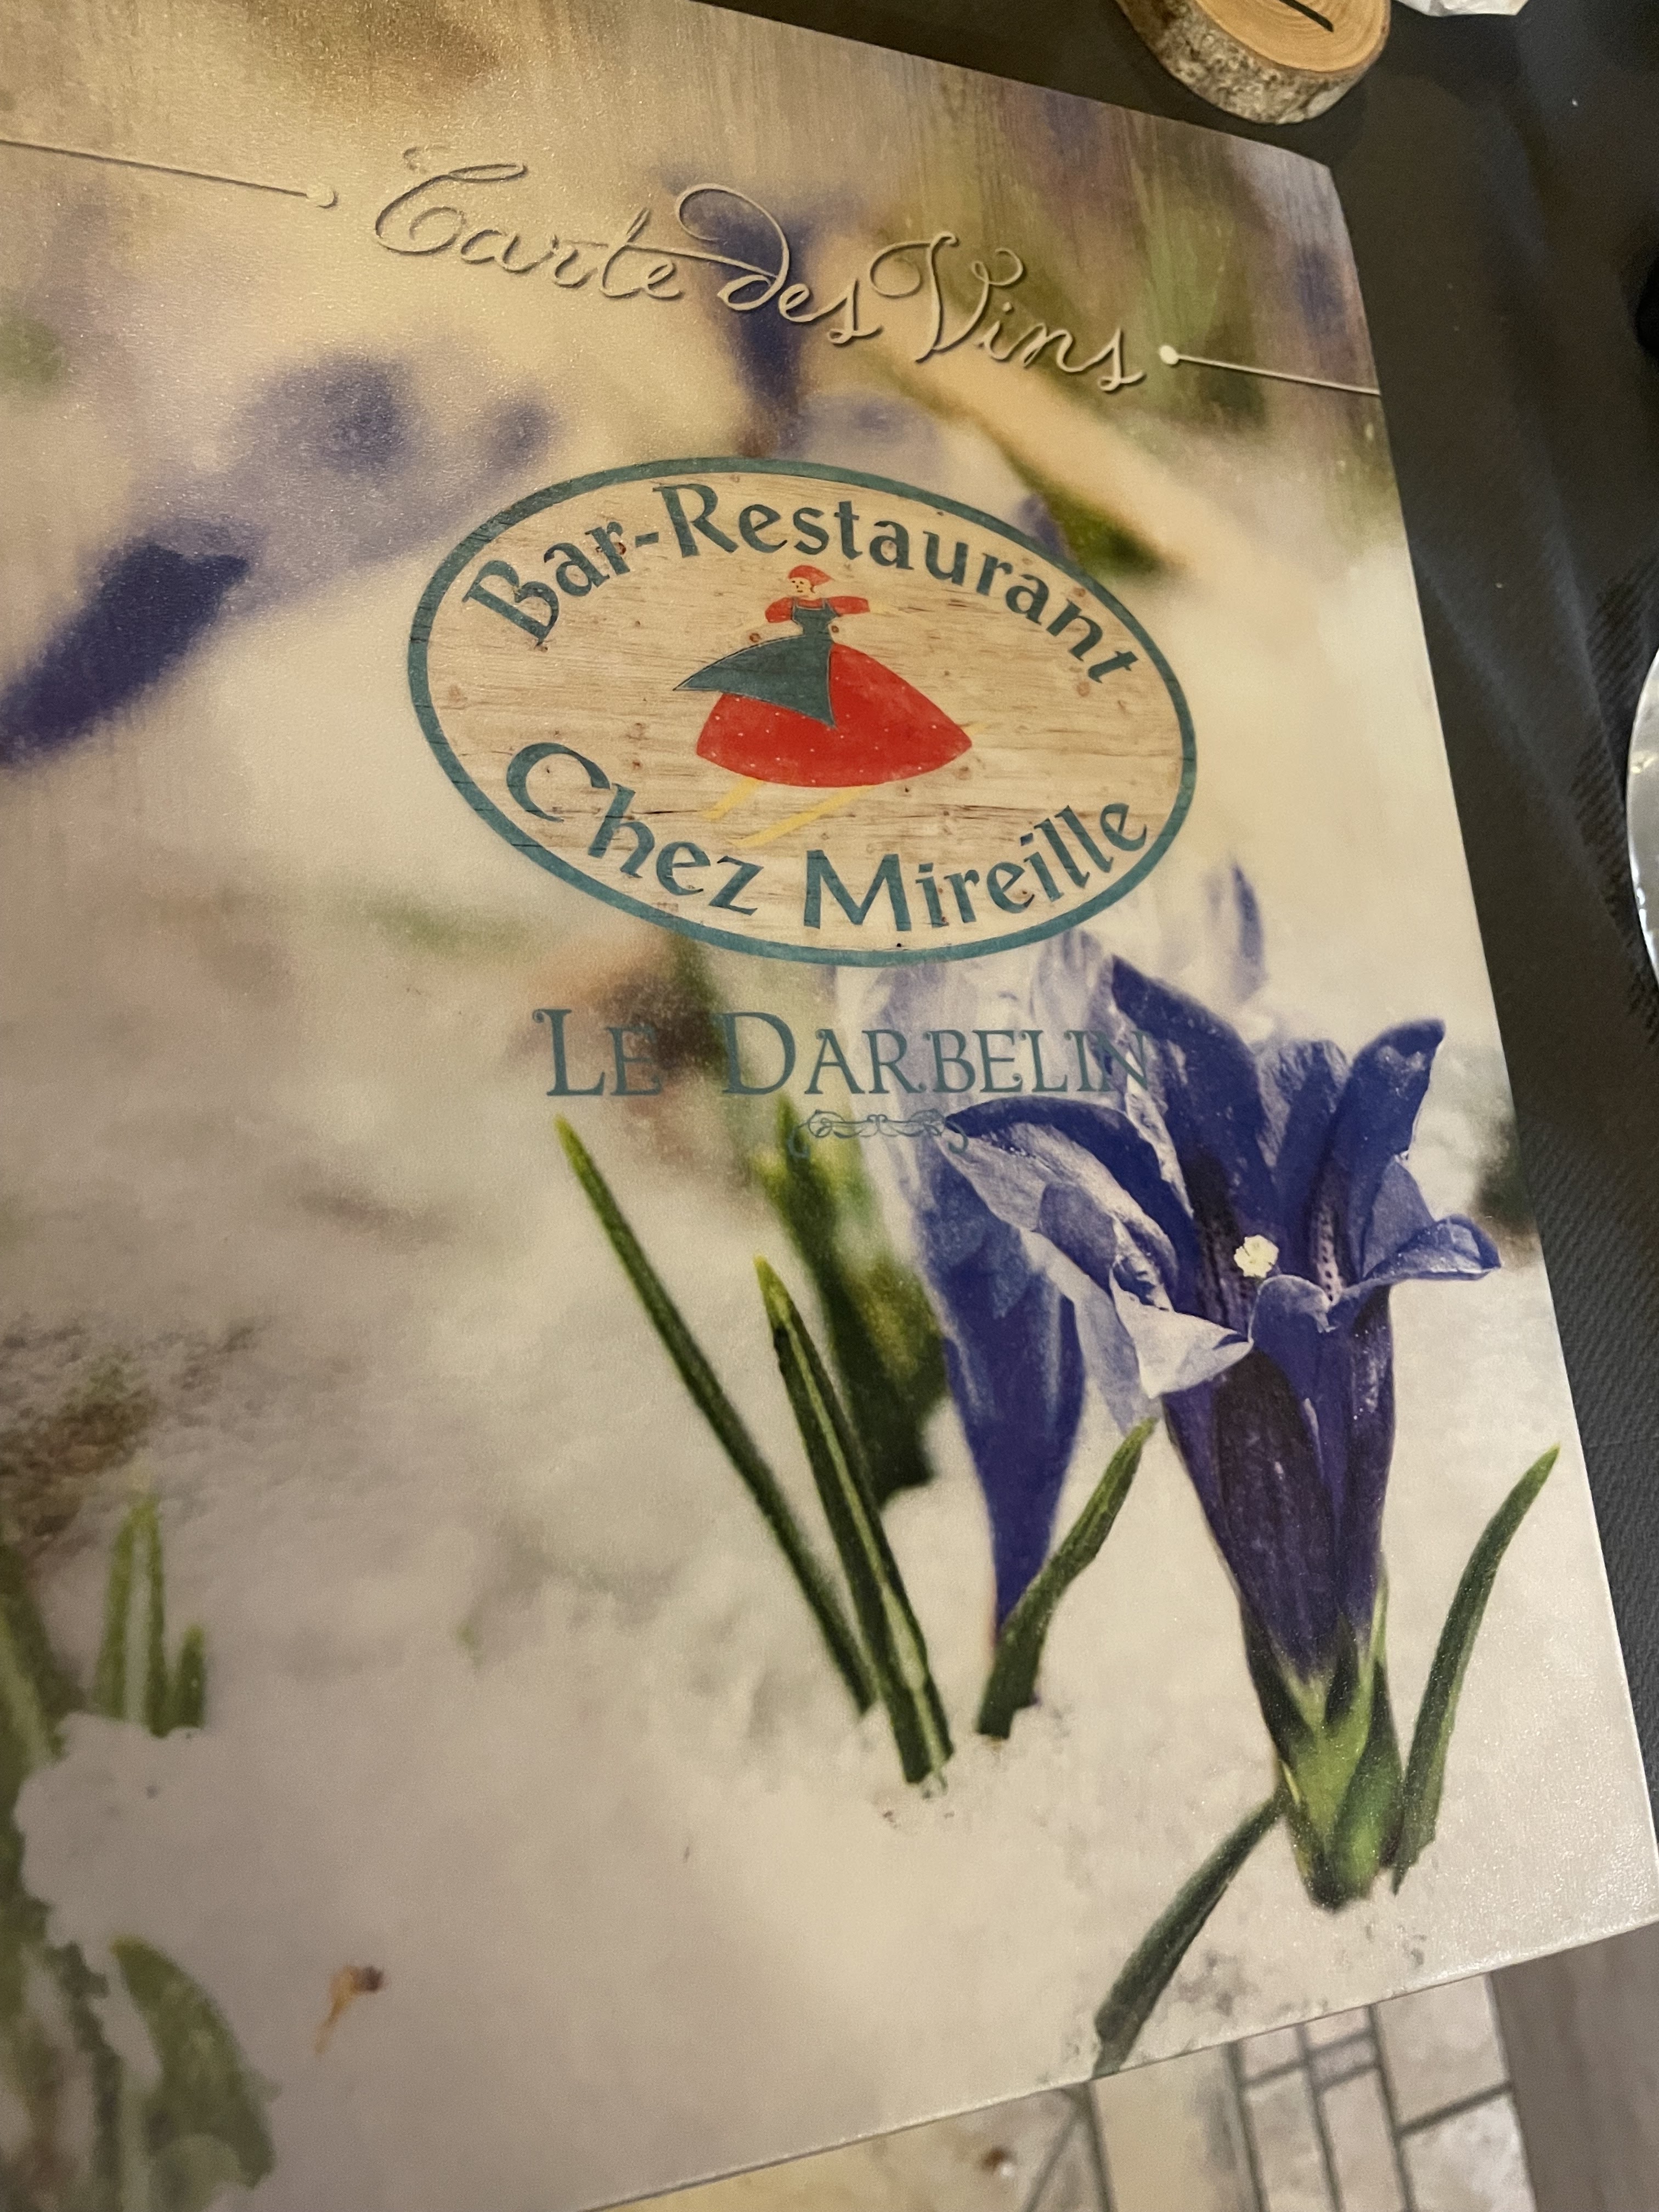 Carte des Vins
Bar-Restaurant
Chez Mireille
LE DARBELIN